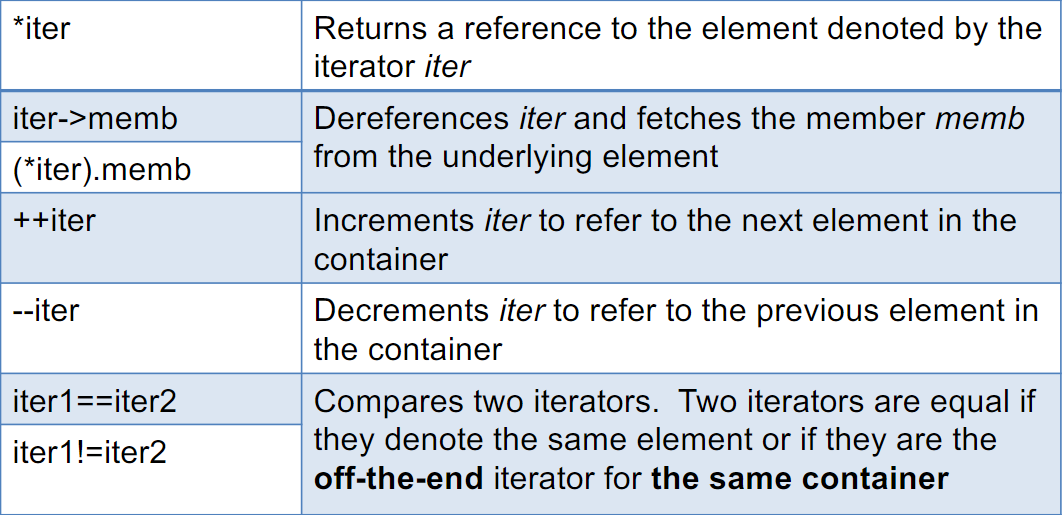 *iter
Returns a reference to the element denoted by the
iterator iter
iter->memb
(*iter).memb
Dereferences iter and fetches the member memb
from the underlying element
++iter
Increments iter to refer to the next element in the
container
--iter
Decrements iter to refer to the previous element in
the container
iter1==iter2
iter1!=iter2
Compares two iterators.  Two iterators are equal if
they denote the same element or if they are the
off-the-end iterator for the same container